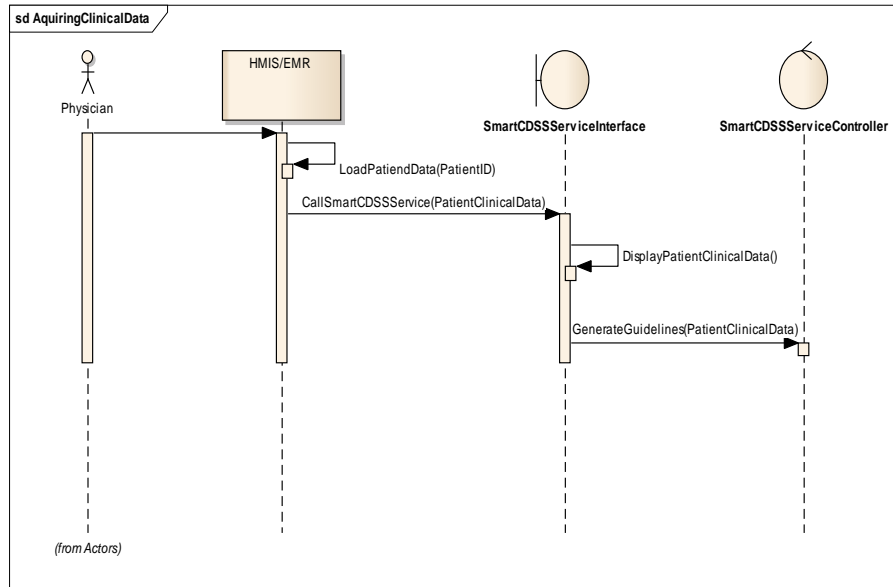 sd AquiringClinicalData
HMIS/EMR
Physician
SmartCDSSServiceInterface
SmartCDSSServiceController
LoadPatiendData(PatientID)
CallSmartCDSSService(PatientClinicalData)
DisplayPatientClinicalData()
GenerateGuidelines(PatientClinicalData)
(from Actors)